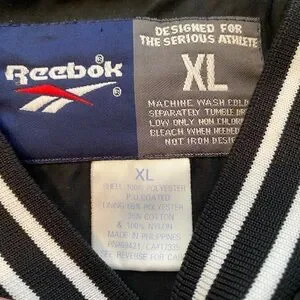 DESIGNED FOR
THE SERIOUS ATHLETE
Reebok ®
®
XL
MACHINE WASH COLD
SEPARATELY TUMBLE DRY
LOW ONLY NON-CHLORINE
BLEACH WHEN NEEDED
NOT IRON DESIGN
XL
SHELL 100% POLYESTER
P.U. COATED
LINING 65% POLYESTER
35% COTTON
& 100% NYLON
MADE IN PHILIPPINES
SEE REVERSE FOR CARE